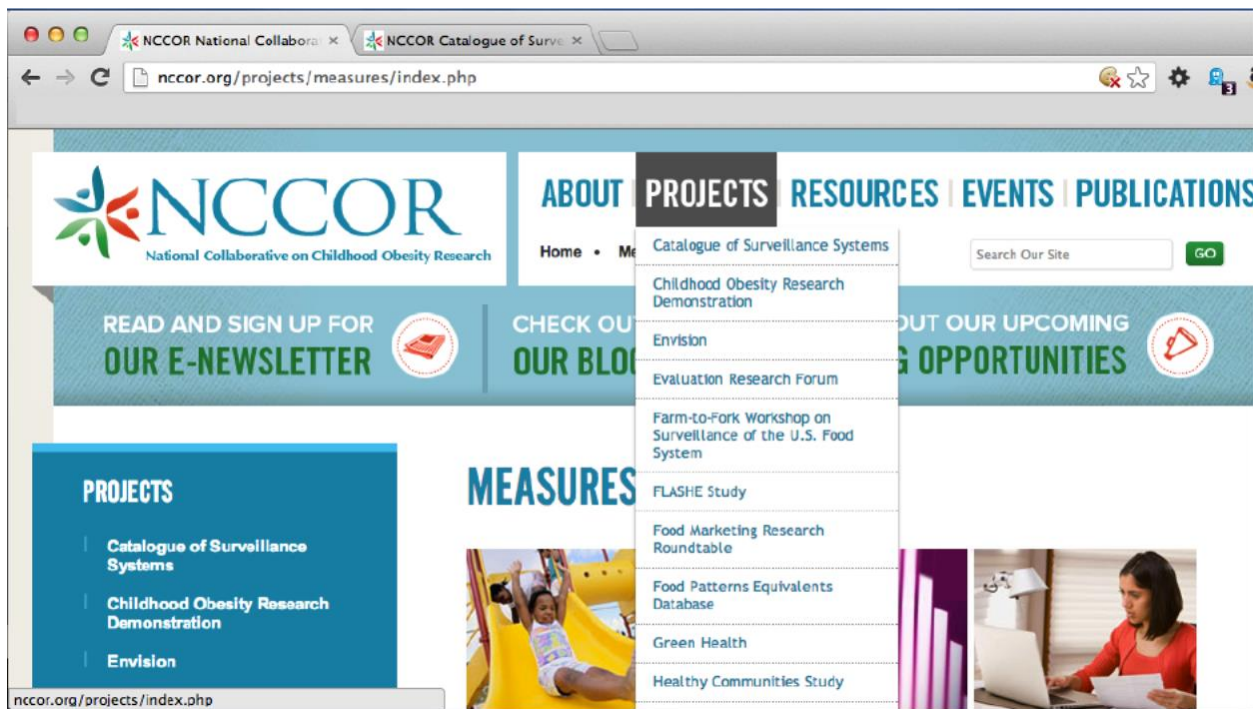 NCCOR National Collabora
NCCOR Catalogue of Surve
nccor.org/projects/measures/index.php
3
NCCOR
National Collaborative on Childhood Obesity Research
ABOUT PROJECTS RESOURCES EVENTS PUBLICATIONS
Home • Me
Search Our Site
GO
Catalogue of Surveillance Systems
Childhood Obesity Research
Demonstration
Envision
Evaluation Research Forum
Farm-to-Fork Workshop on
Surveillance of the U.S. Food
System
FLASHE Study
Food Marketing Research
Roundtable
Food Patterns Equivalents
Database
Green Health
Healthy Communities Study
READ AND SIGN UP FOR
OUR E-NEWSLETTER
CHECK OU
OUR BLO
OUT OUR UPCOMING
G OPPORTUNITIES
PROJECTS
Catalogue of Surveillance
Systems
Childhood Obesity Research
Demonstration
Envision
MEASURES
nccor.org/projects/index.php